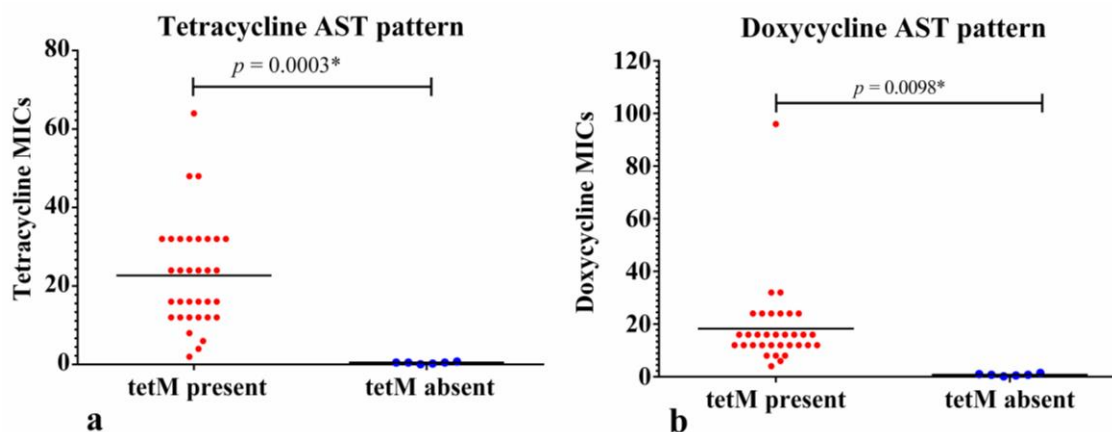 Tetracycline AST pattern
p = 0.0003*
Tetracycline MICs
80
60
40
20
0
tetM present
tetM absent
a
Doxycycline AST pattern
p = 0.0098*
Doxycycline MICs
120
100
80
60
40
20
0
tetM present
tetM absent
b